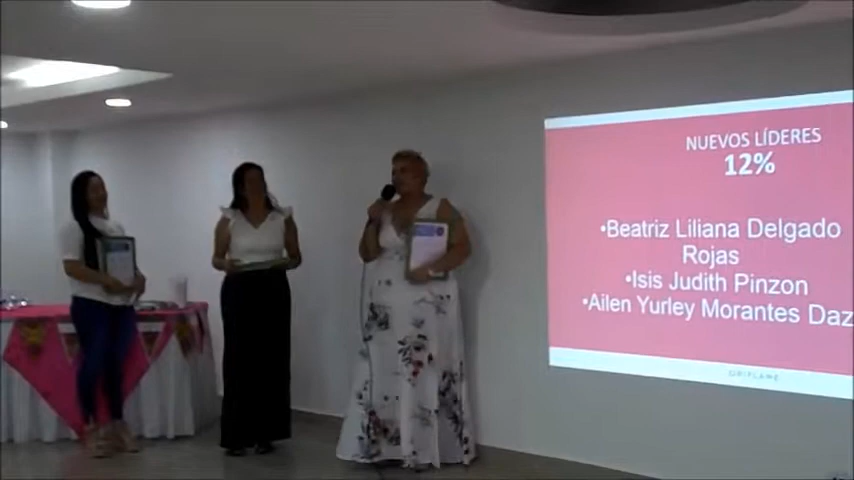 NUEVOS LÍDERES
12%
•Beatriz Liliana Delgado
Rojas
•Isis Judith Pinzon
•Ailen Yurley Morantes Daz
ORIFLAME